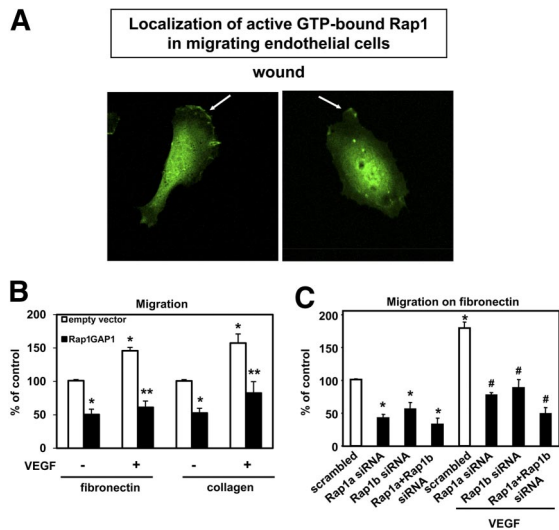 A
Localization of active GTP-bound Rap1
in migrating endothelial cells
wound
B
Migration
empty vector
Rap1GAP1
% of control
200
150
100
50
0
*
*
*
**
*
*
**
VEGF
-
+
-
+
fibronectin
collagen
C
Migration on fibronectin
% of control
200
150
100
50
0
*
*
*
*
#
#
#
scrambled
Rap1a siRNA
Rap1b siRNA
Rap1a+Rap1b
siRNA
scrambled
Rap1a siRNA
Rap1b siRNA
Rap1a+Rap1b
siRNA
VEGF